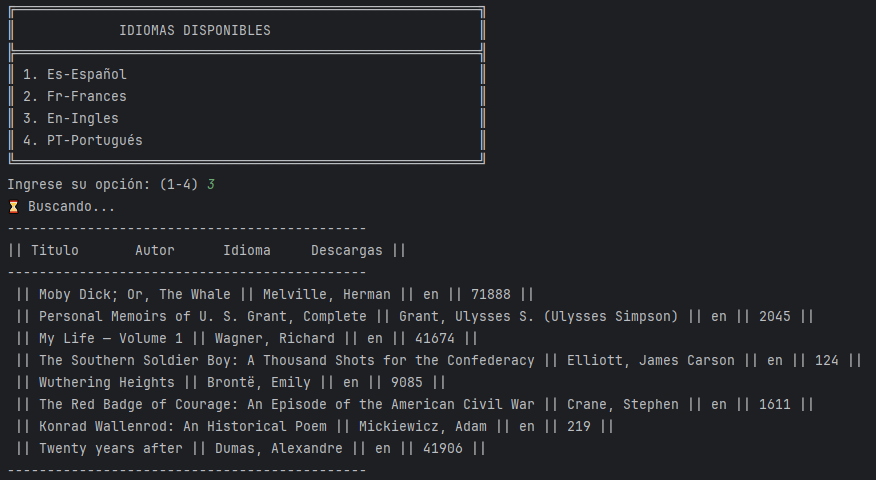 IDIOMAS DISPONIBLES
1. Es-Español
2. Fr-Frances
3. En-Ingles
4. PT-Portugués
Ingrese su opción: (1-4) 3
⌛ Buscando...
---------------------------------------------
|| Titulo       Autor      Idioma     Descargas ||
---------------------------------------------
|| Moby Dick; Or, The Whale || Melville, Herman || en || 71888 ||
|| Personal Memoirs of U. S. Grant, Complete || Grant, Ulysses S. (Ulysses Simpson) || en || 2045 ||
|| My Life — Volume 1 || Wagner, Richard || en || 41674 ||
|| The Southern Soldier Boy: A Thousand Shots for the Confederacy || Elliott, James Carson || en || 124 ||
|| Wuthering Heights || Brontë, Emily || en || 9085 ||
|| The Red Badge of Courage: An Episode of the American Civil War || Crane, Stephen || en || 1611 ||
|| Konrad Wallenrod: An Historical Poem || Mickiewicz, Adam || en || 219 ||
|| Twenty years after || Dumas, Alexandre || en || 41906 ||
---------------------------------------------